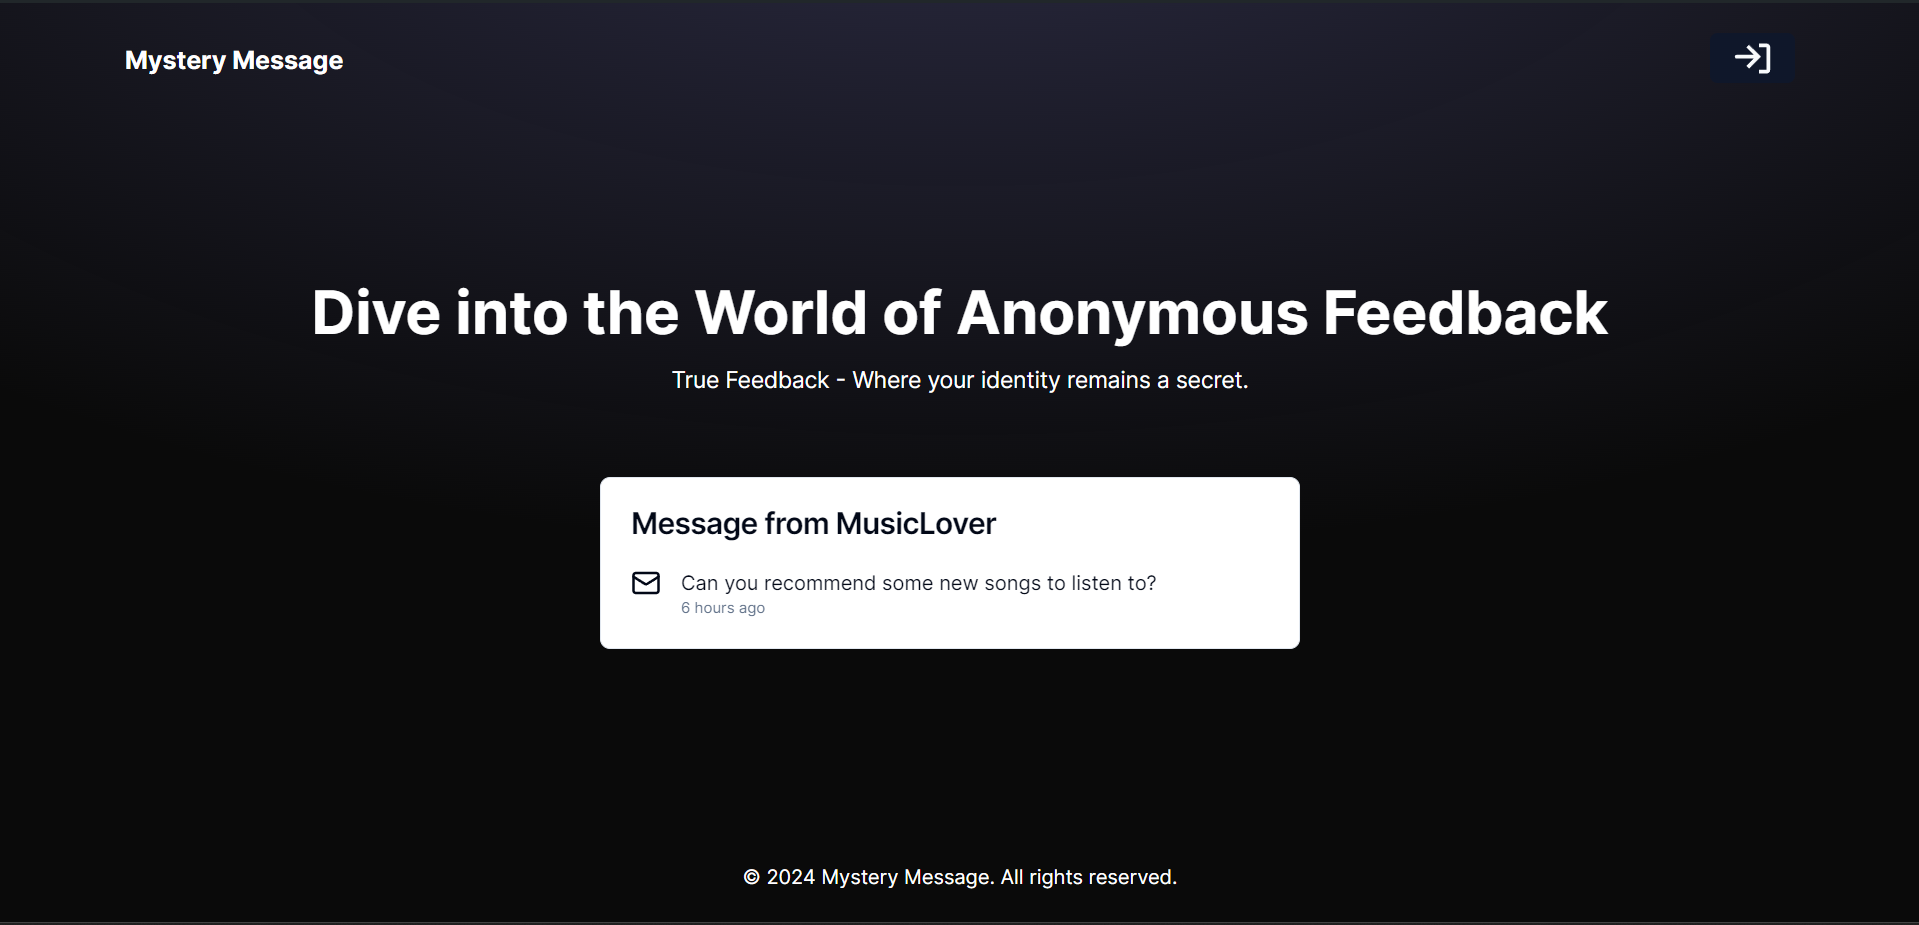 Mystery Message
Dive into the World of Anonymous Feedback
True Feedback - Where your identity remains a secret.
Message from MusicLover
Can you recommend some new songs to listen to?
6 hours ago
© 2024 Mystery Message. All rights reserved.